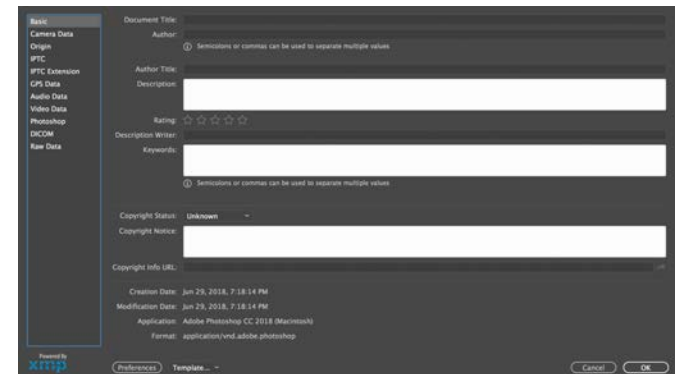 Basic
Camera Data
Origin
IPTC
IPTC Extension
GPS Data
Audio Data
Video Data
Photoshop
DICOM
Raw Data
Powered By
xmp
Document Title:
Author:
Semicolons or commas can be used to separate multiple values
Author Title:
Description:
Rating:
Description Writer:
Keywords:
Semicolons or commas can be used to separate multiple values
Copyright Status: Unknown
Copyright Notice:
Copyright Info URL:
Creation Date: Jun 29, 2018, 7:18:14 PM
Modification Date: Jun 29, 2018, 7:18:14 PM
Application: Adobe Photoshop CC 2018 (Macintosh)
Format: application/vnd.adobe.photoshop
Preferences Template... Cancel OK